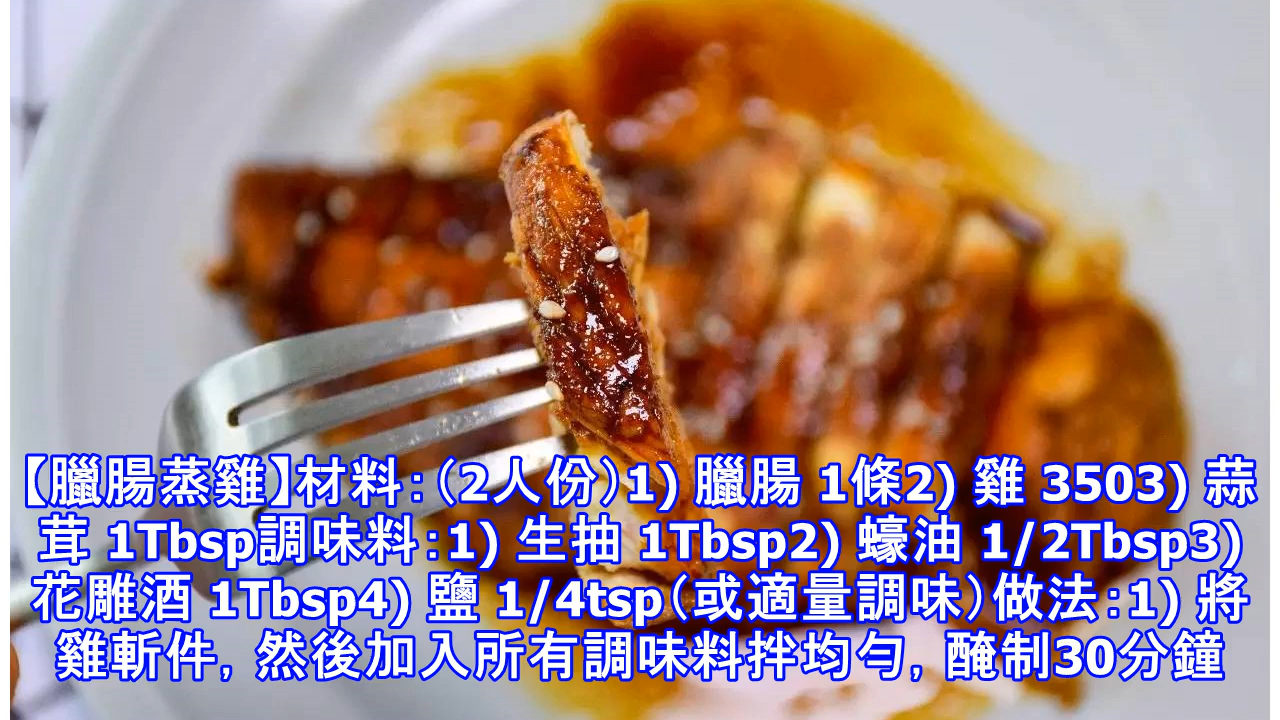 【臘腸蒸雞】材料：（2人份）1) 臘腸 1條2) 雞 3503) 蒜
茸 1Tbsp調味料：1) 生抽 1Tbsp2) 蠔油 1/2Tbsp3)
花雕酒 1Tbsp4) 鹽 1/4tsp（或適量調味）做法：1) 將
雞斬件，然後加入所有調味料拌均勻，醃制30分鐘